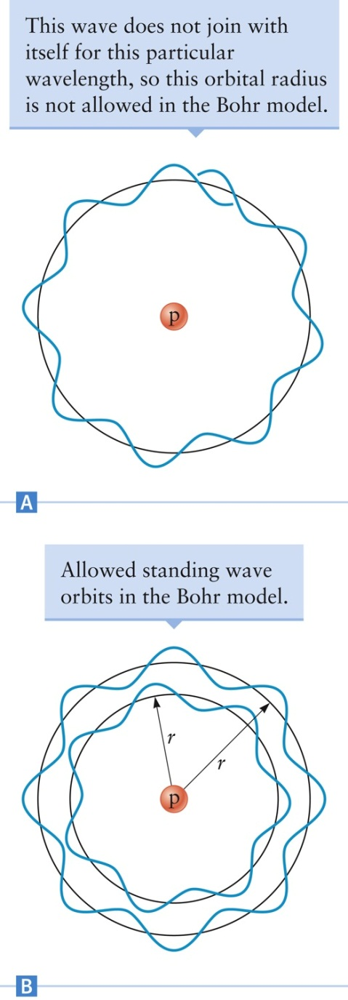 This wave does not join with
itself for this particular
wavelength, so this orbital radius
is not allowed in the Bohr model.
p
A
Allowed standing wave
orbits in the Bohr model.
r
r
p
B